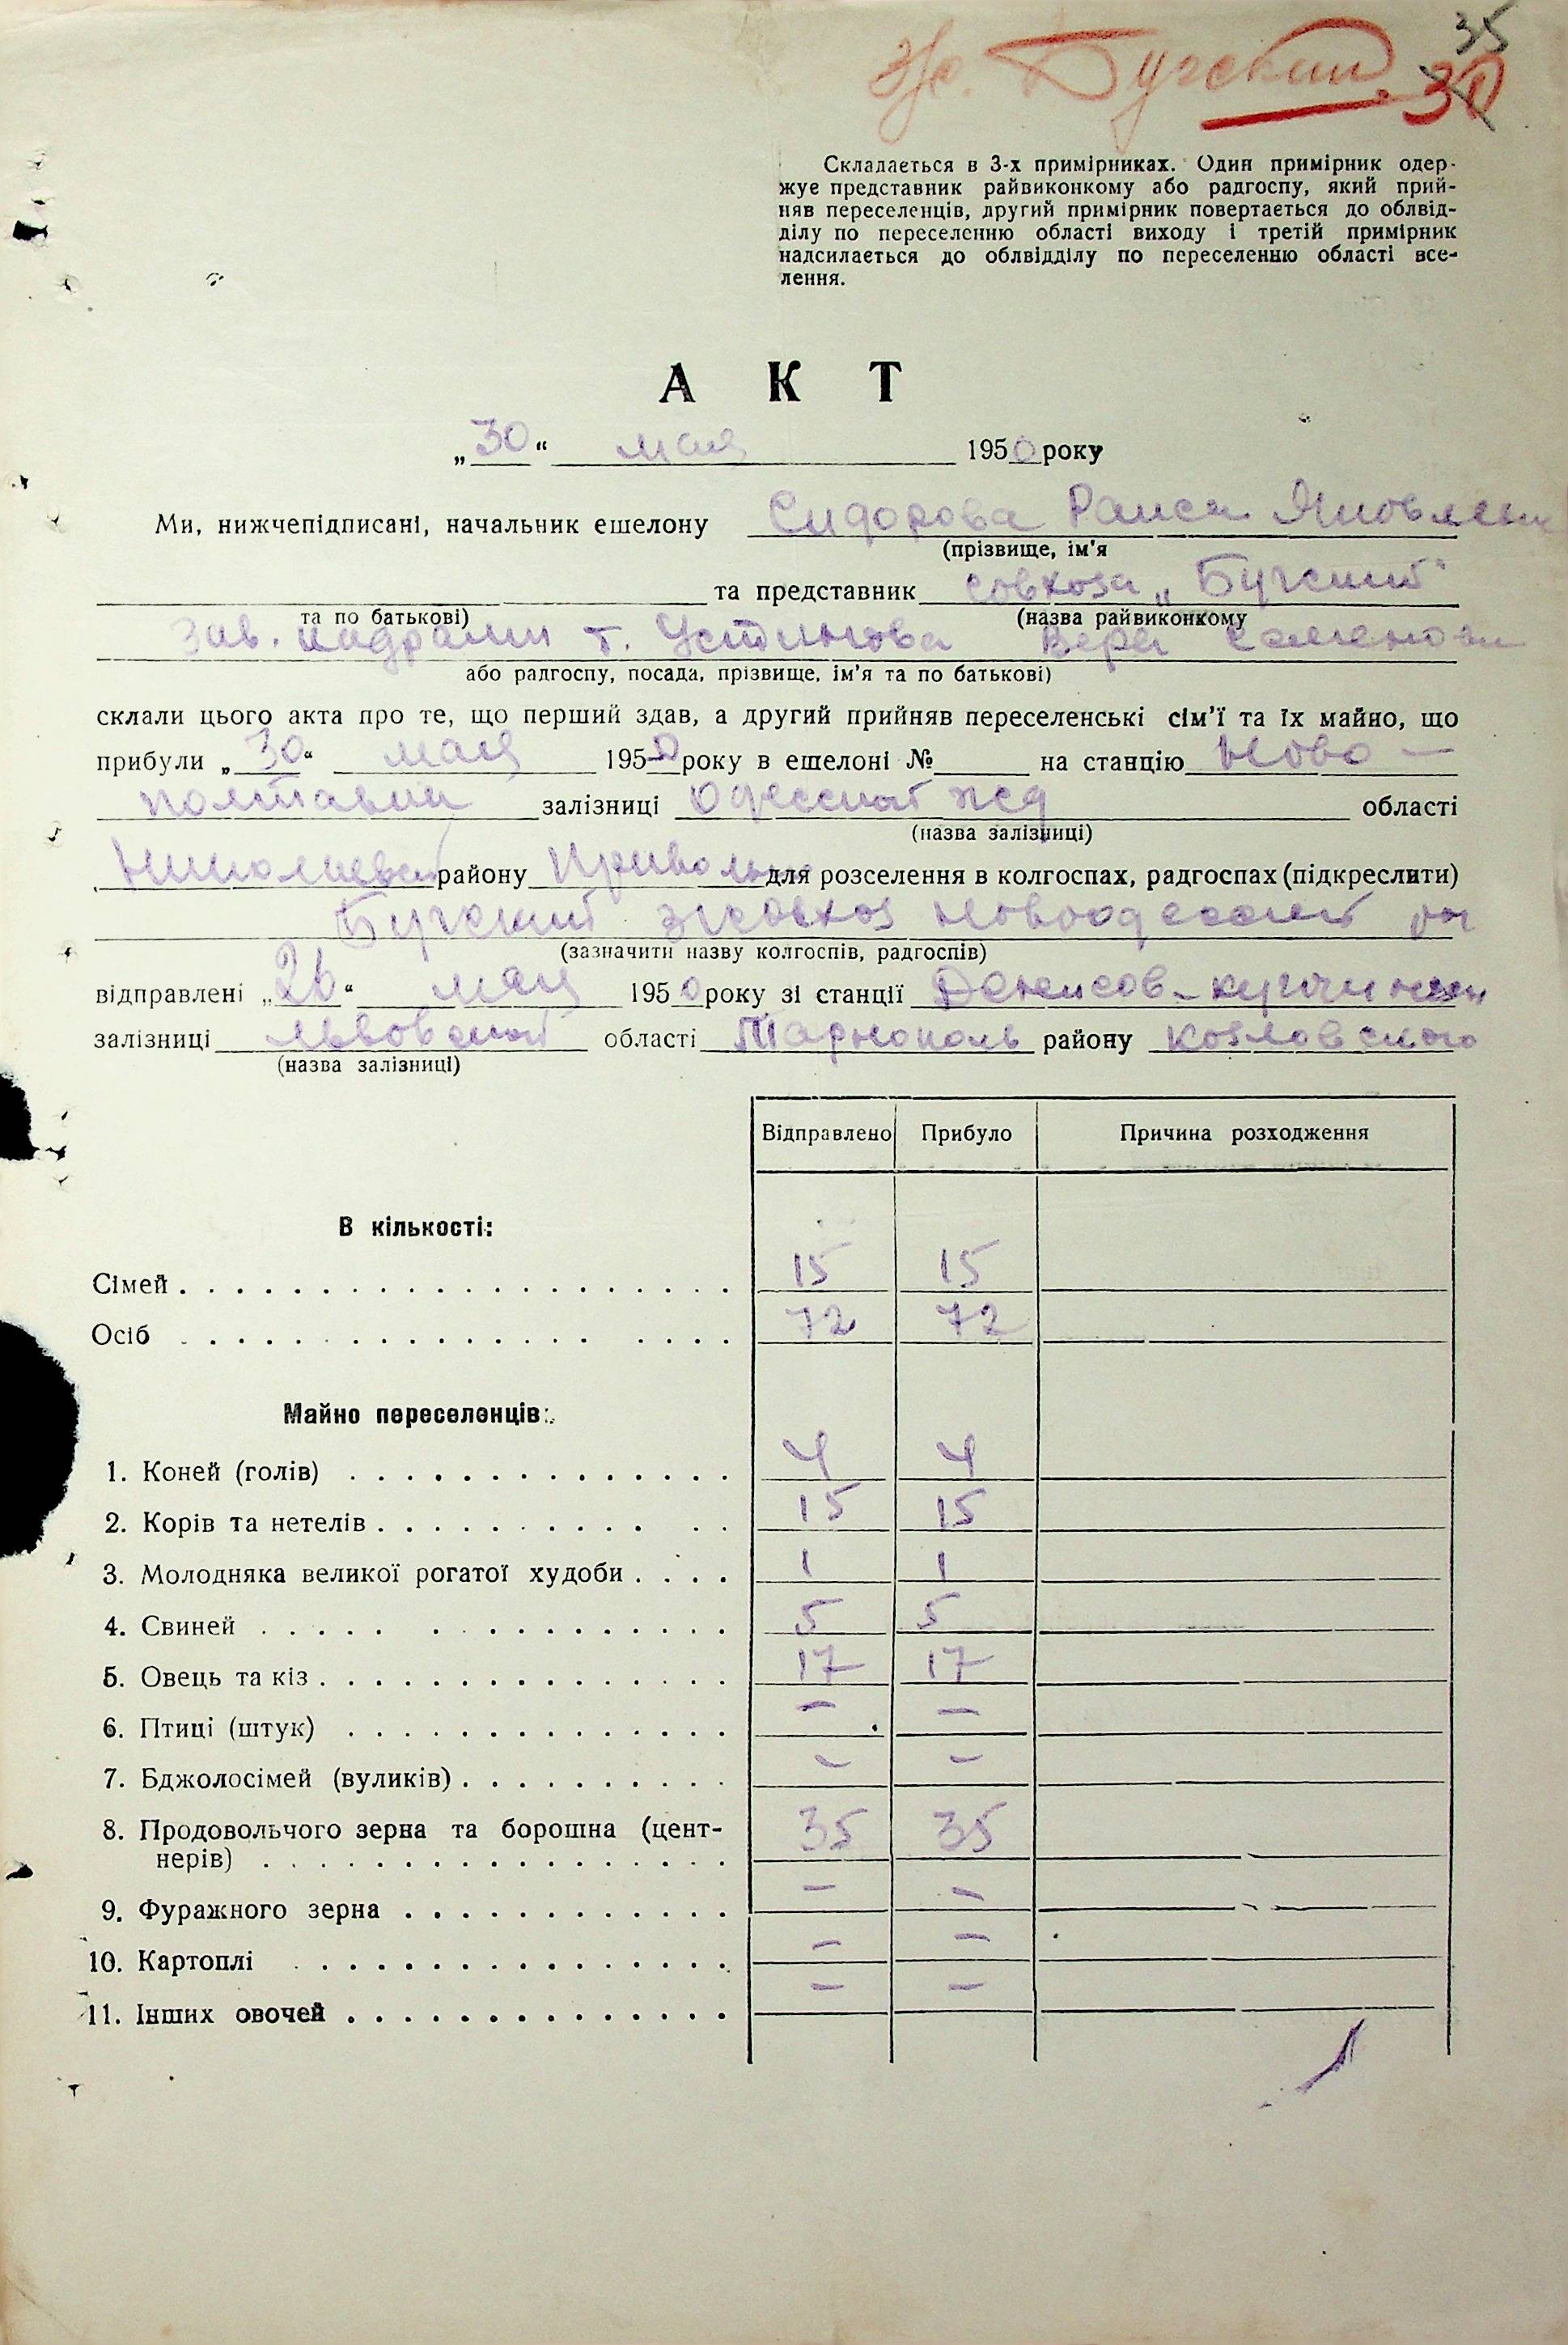 з/с. Бугский. 35
Складається в 3-х примірниках. Один примірник одер-
жує представник райвиконкому або радгоспу, який прий-
няв переселенців, другий примірник повертається до облвід-
ділу по переселенню області виходу і третій примірник
надсилається до облвідділу по переселенню області все-
лення.
АКТ
„30“ мая 1950 року
Ми, нижчепідписані, начальник ешелону Сидорова Раиса Яковлевн
(прізвище, ім'я
та представник совхоза „Бугский"
та по батькові) (назва райвиконкому
Зав. кадрами т. Устинова Вера Семеновн
або радгоспу, посада, прізвище, ім'я та по батькові)
склали цього акта про те, що перший здав, а другий прийняв переселенські сім'ї та їх майно, що
прибули „30“ мая 1950 року в ешелоні № на станцію Ново —
полтавки залізниці Одесской жд області
(назва залізниці)
Николаевской району Привольн для розселення в колгоспах, радгоспах (підкреслити)
Бугский зерсовхоз Новоодесский
(зазначити назву колгоспів, радгоспів)
відправлені „26“ мая 1950 року зі станції Денисов-
залізниці Львовской області Тарнополь району Козловского
(назва залізниці)
Відправлено Прибуло Причина розходження
В кількості:
Сімей 15 15
Осіб 72 72
Майно переселенців:
1. Коней (голів) 4 4
2. Корів та нетелів 15 15
3. Молодняка великої рогатої худоби 1 1
4. Свиней 5 5
5. Овець та кіз 17 17
6. Птиці (штук) — —
7. Бджолосімей (вуликів) — —
8. Продовольчого зерна та борошна (цент-
нерів) 35 35
9. Фуражного зерна — —
10. Картоплі — —
11. Інших овочей — —